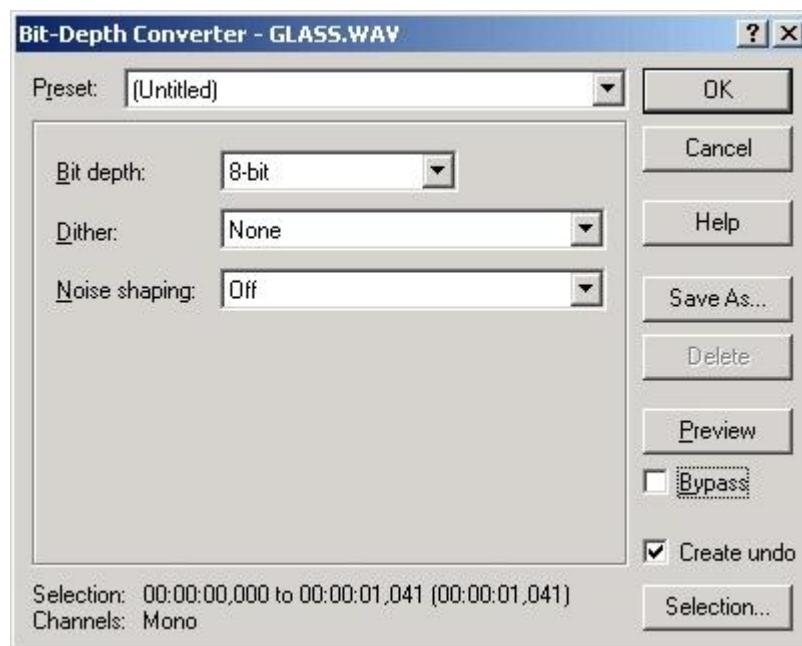 Bit-Depth Converter - GLASS.WAV
Preset: (Untitled)
OK
Cancel
Bit depth: 8-bit
Help
Dither: None
Noise shaping: Off
Save As...
Delete
Preview
Bypass
Create undo
Selection: 00:00:00,000 to 00:00:01,041 (00:00:01,041)
Channels: Mono
Selection...